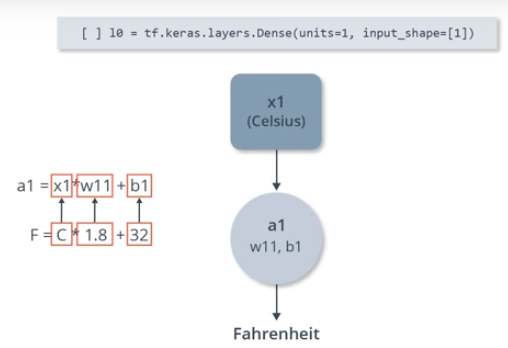 [ ] l0 = tf.keras.layers.Dense(units=1, input_shape=[1])
x1
(Celsius)
a1 = x1 * w11 + b1
F = C * 1.8 + 32
a1
w11, b1
Fahrenheit